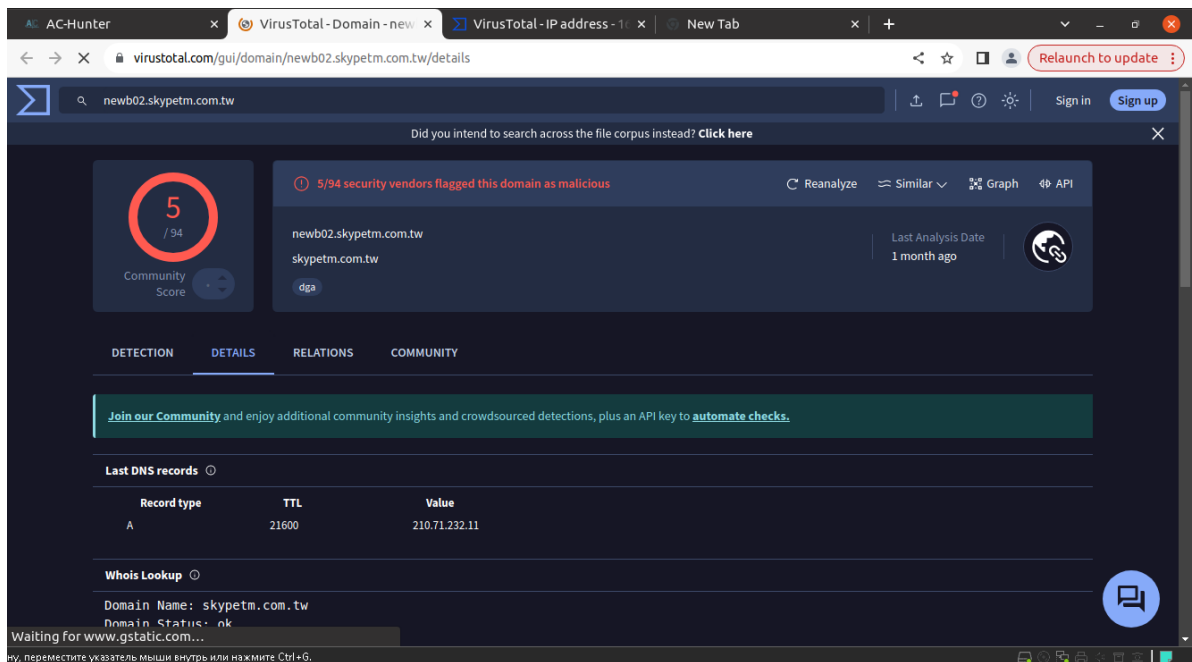 AC AC-Hunter
VirusTotal - Domain - new
VirusTotal - IP address - 16
New Tab
virustotal.com/gui/domain/newb02.skypetm.com.tw/details
Relaunch to update
newb02.skypetm.com.tw
Sign in
Sign up
Did you intend to search across the file corpus instead? Click here
5
/ 94
Community
Score
5/94 security vendors flagged this domain as malicious
Reanalyze
Similar
Graph
API
newb02.skypetm.com.tw
skypetm.com.tw
dga
Last Analysis Date
1 month ago
DETECTION DETAILS RELATIONS COMMUNITY
Join our Community and enjoy additional community insights and crowdsourced detections, plus an API key to automate checks.
Last DNS records
Record type TTL Value
A 21600 210.71.232.11
Whois Lookup
Domain Name: skypetm.com.tw
Domain Status: ok
Waiting for www.gstatic.com...
ну, переместите указатель мыши внутрь или нажмите Ctrl+G.